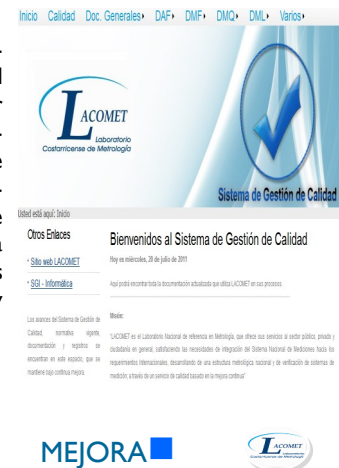 Inicio Calidad Doc. Generales DAF DMF DMQ DML Varios
LACOMET
Laboratorio
Costarricense de Metrología
Sistema de Gestión de Calidad
Usted está aquí: Inicio
Otros Enlaces
Sitio web LACOMET
SGI - Informática
Los avances del Sistema de Gestión de
Calidad, normativa vigente,
documentación y registros se
encuentran en este espacio, que se
mantiene bajo continua mejora.
Bienvenidos al Sistema de Gestión de Calidad
Hoy es miércoles, 20 de julio de 2011
Aquí podrá encontrar toda la documentación actualizada que utiliza LACOMET en sus procesos.
Misión:
"LACOMET es el Laboratorio Nacional de referencia en Metrología, que ofrece sus servicios al sector público, privado y
ciudadanía en general, satisfaciendo las necesidades de integración del Sistema Nacional de Mediciones hacia los
requerimientos internacionales, desarrollando de una estructura metrológica nacional y de verificación de sistemas de
medición, a través de un servicio de calidad basado en la mejora continua"
MEJORA
LACOMET